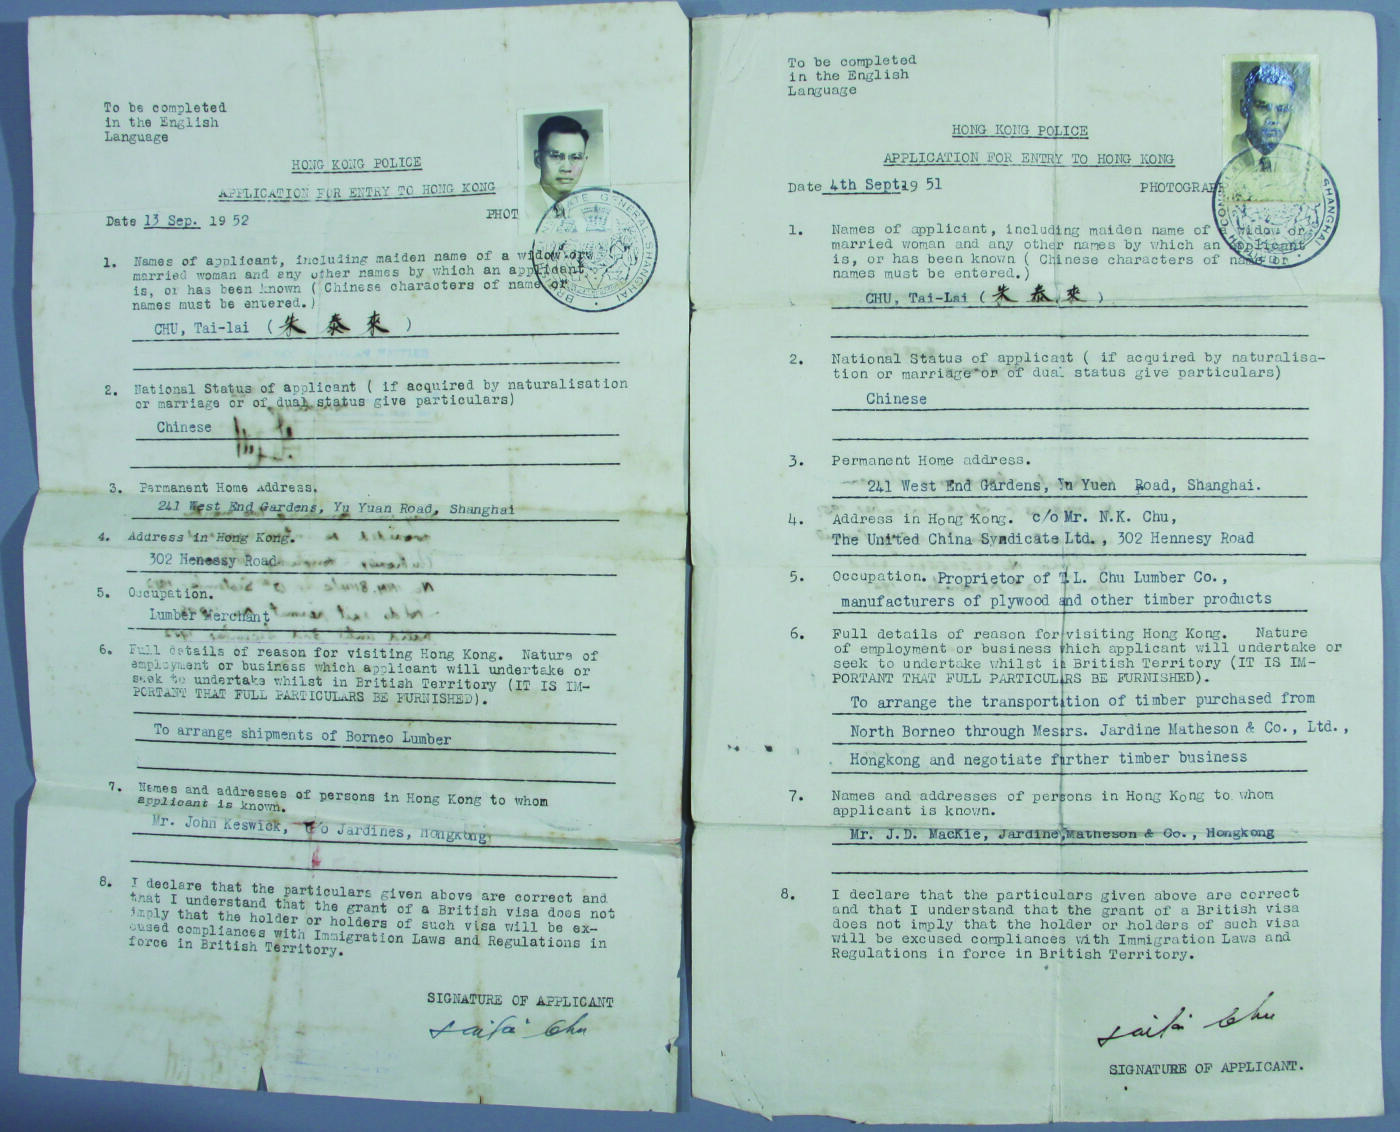 To be completed
in the English
Language
HONG KONG POLICE
APPLICATION FOR ENTRY TO HONG KONG
Date 13 Sep. 19 52
PHOT
BRITISH CONSULATE GENERAL SHANGHAI
1. Names of applicant, including maiden name of a widow or
married woman and any other names by which an applicant
is, or has been known ( Chinese characters of name or
names must be entered.)
CHU, Tai-lai ( 朱 泰 來 )
2. National Status of applicant ( if acquired by naturalisation
or marriage or of dual status give particulars)
Chinese
3. Permanent Home Address.
241 West End Gardens, Yu Yuan Road, Shanghai
4. Address in Hong Kong.
302 Henessy Road
5. Occupation.
Lumber Merchant
6. Full details of reason for visiting Hong Kong. Nature of
employment or business which applicant will undertake or
seek to undertake whilst in British Territory (IT IS IM-
PORTANT THAT FULL PARTICULARS BE FURNISHED).
To arrange shipments of Borneo Lumber
7. Names and addresses of persons in Hong Kong to whom
applicant is known.
Mr. John Keswick, c/o Jardines, Hongkong
8. I declare that the particulars given above are correct and
that I understand that the grant of a British visa does not
imply that the holder or holders of such visa will be ex-
cused compliances with Immigration Laws and Regulations in
force in British Territory.
SIGNATURE OF APPLICANT
Tailai Chu
To be completed
in the English
Language
HONG KONG POLICE
APPLICATION FOR ENTRY TO HONG KONG
Date 4th Sept. 19 51
PHOTOGRAP
1. Names of applicant, including maiden name of a widow or
married woman and any other names by which an applicant
is, or has been known ( Chinese characters of name or
names must be entered.)
CHU, Tai-Lai ( 朱 泰 來 )
2. National Status of applicant ( if acquired by naturalisa-
tion or marriage or of dual status give particulars)
Chinese
3. Permanent Home address.
241 West End Gardens, Yu Yuen Road, Shanghai.
4. Address in Hong Kong. c/o Mr. N.K. Chu,
The United China Syndicate Ltd., 302 Hennesy Road
5. Occupation. Proprietor of T.L. Chu Lumber Co.,
manufacturers of plywood and other timber products
6. Full details of reason for visiting Hong Kong. Nature
of employment or business which applicant will undertake or
seek to undertake whilst in British Territory (IT IS IM-
PORTANT THAT FULL PARTICULARS BE FURNISHED).
To arrange the transportation of timber purchased from
North Borneo through Messrs. Jardine Matheson & Co., Ltd.,
Hongkong and negotiate further timber business
7. Names and addresses of persons in Hong Kong to whom
applicant is known.
Mr. J.D. MacKie, Jardine, Matheson & Co., Hongkong
8. I declare that the particulars given above are correct
and that I understand that the grant of a British visa
does not imply that the holder or holders of such visa
will be excused compliances with Immigration Laws and
Regulations in force in British Territory.
Tailai Chu
SIGNATURE OF APPLICANT.